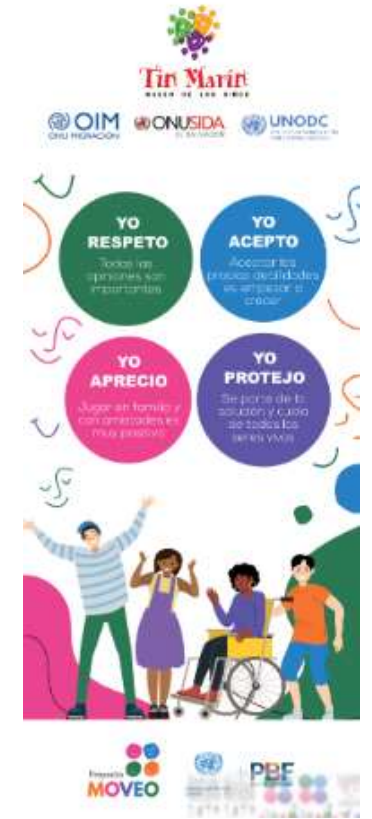 Tin Marín
MUSEO DE LOS NIÑOS
OIM
ONU MIGRACIÓN
ONUSIDA
EL SALVADOR
UNODC
YO
RESPETO
Todas las
opiniones son
importantes
YO
ACEPTO
Aceptar las
propias debilidades
es empezar a
crecer
YO
APRECIO
Jugar en familia y
con amistades es
muy positivo
YO
PROTEJO
Se parte de la
solución y cuida
de todos los
seres vivos
Proyecto
MOVEO
PBF